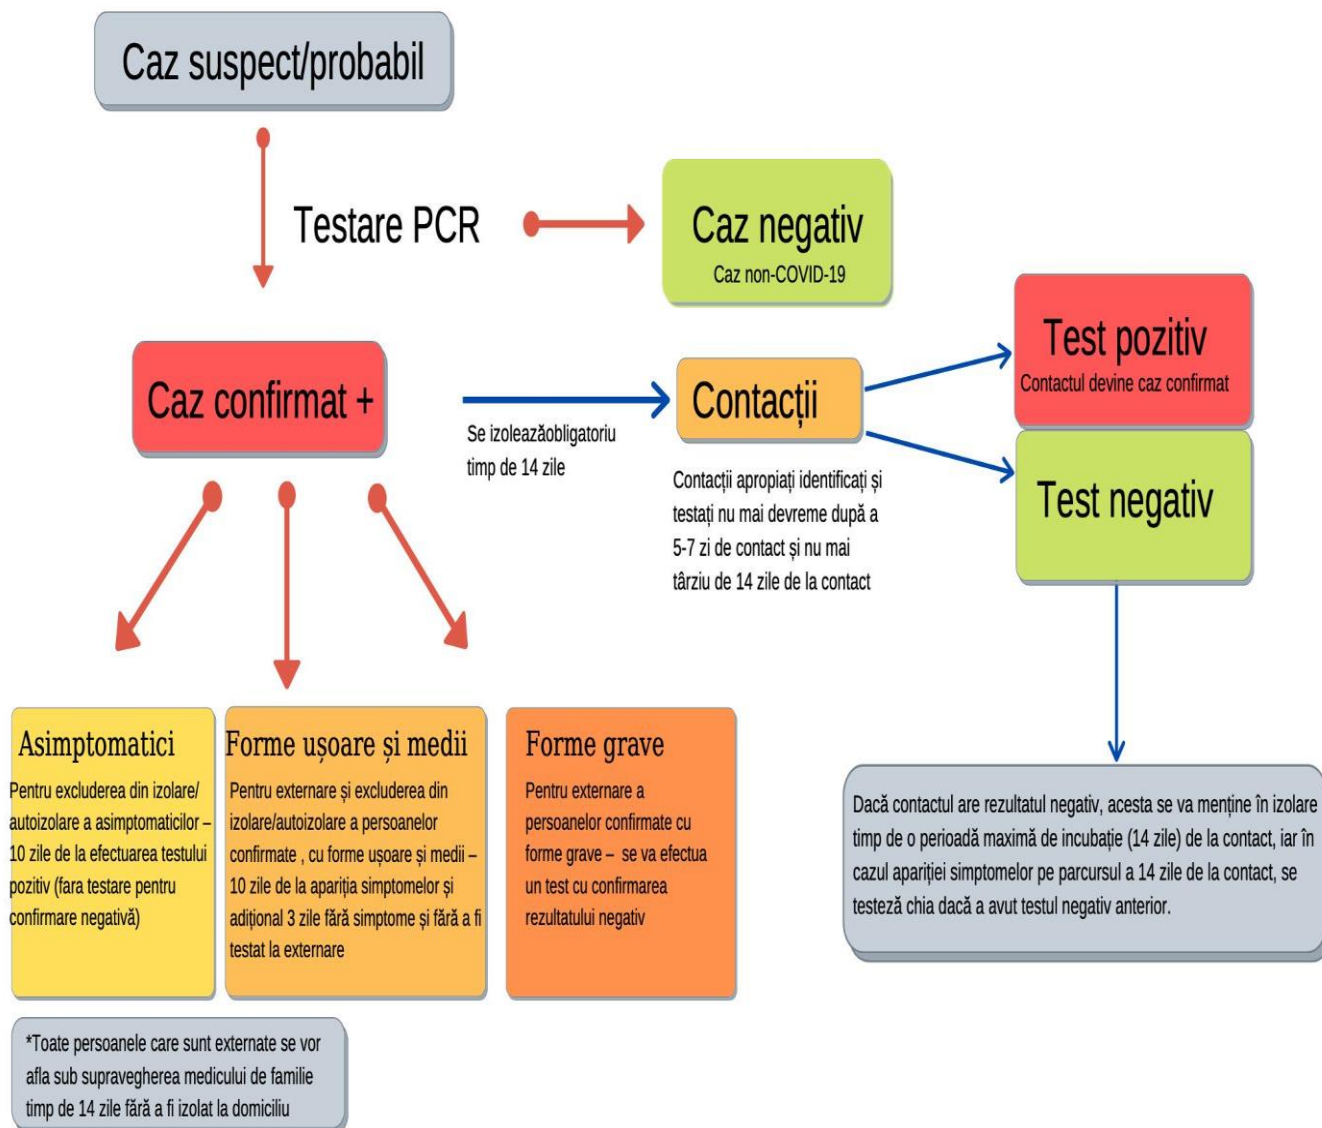 Caz suspect/probabil
Testare PCR
Caz negativ
Caz non-COVID-19
Caz confirmat +
Se izoleazăobligatoriu
timp de 14 zile
Contacții
Contacții apropiați identificați și
testați nu mai devreme după a
5-7 zi de contact și nu mai
târziu de 14 zile de la contact
Test pozitiv
Contactul devine caz confirmat
Test negativ
Asimptomatici
Pentru excluderea din izolare/
autoizolare a asimptomaticilor –
10 zile de la efectuarea testului
pozitiv (fara testare pentru
confirmare negativă)
Forme ușoare și medii
Pentru externare și excluderea din
izolare/autoizolare a persoanelor
confirmate , cu forme ușoare și medii –
10 zile de la apariția simptomelor și
adițional 3 zile fără simptome și fără a fi
testat la externare
Forme grave
Pentru externare a
persoanelor confirmate cu
forme grave – se va efectua
un test cu confirmarea
rezultatului negativ
Dacă contactul are rezultatul negativ, acesta se va menține în izolare
timp de o perioadă maximă de incubație (14 zile) de la contact, iar în
cazul apariției simptomelor pe parcursul a 14 zile de la contact, se
testeză chia dacă a avut testul negativ anterior.
*Toate persoanele care sunt externate se vor
afla sub supravegherea medicului de familie
timp de 14 zile fără a fi izolat la domiciliu